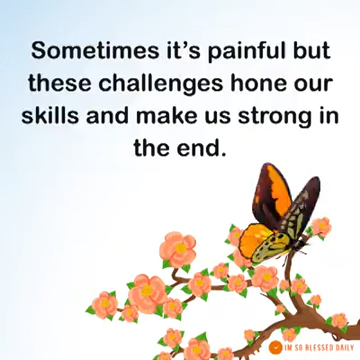 Sometimes it’s painful but
these challenges hone our
skills and make us strong in
the end.
IM SO BLESSED DAILY